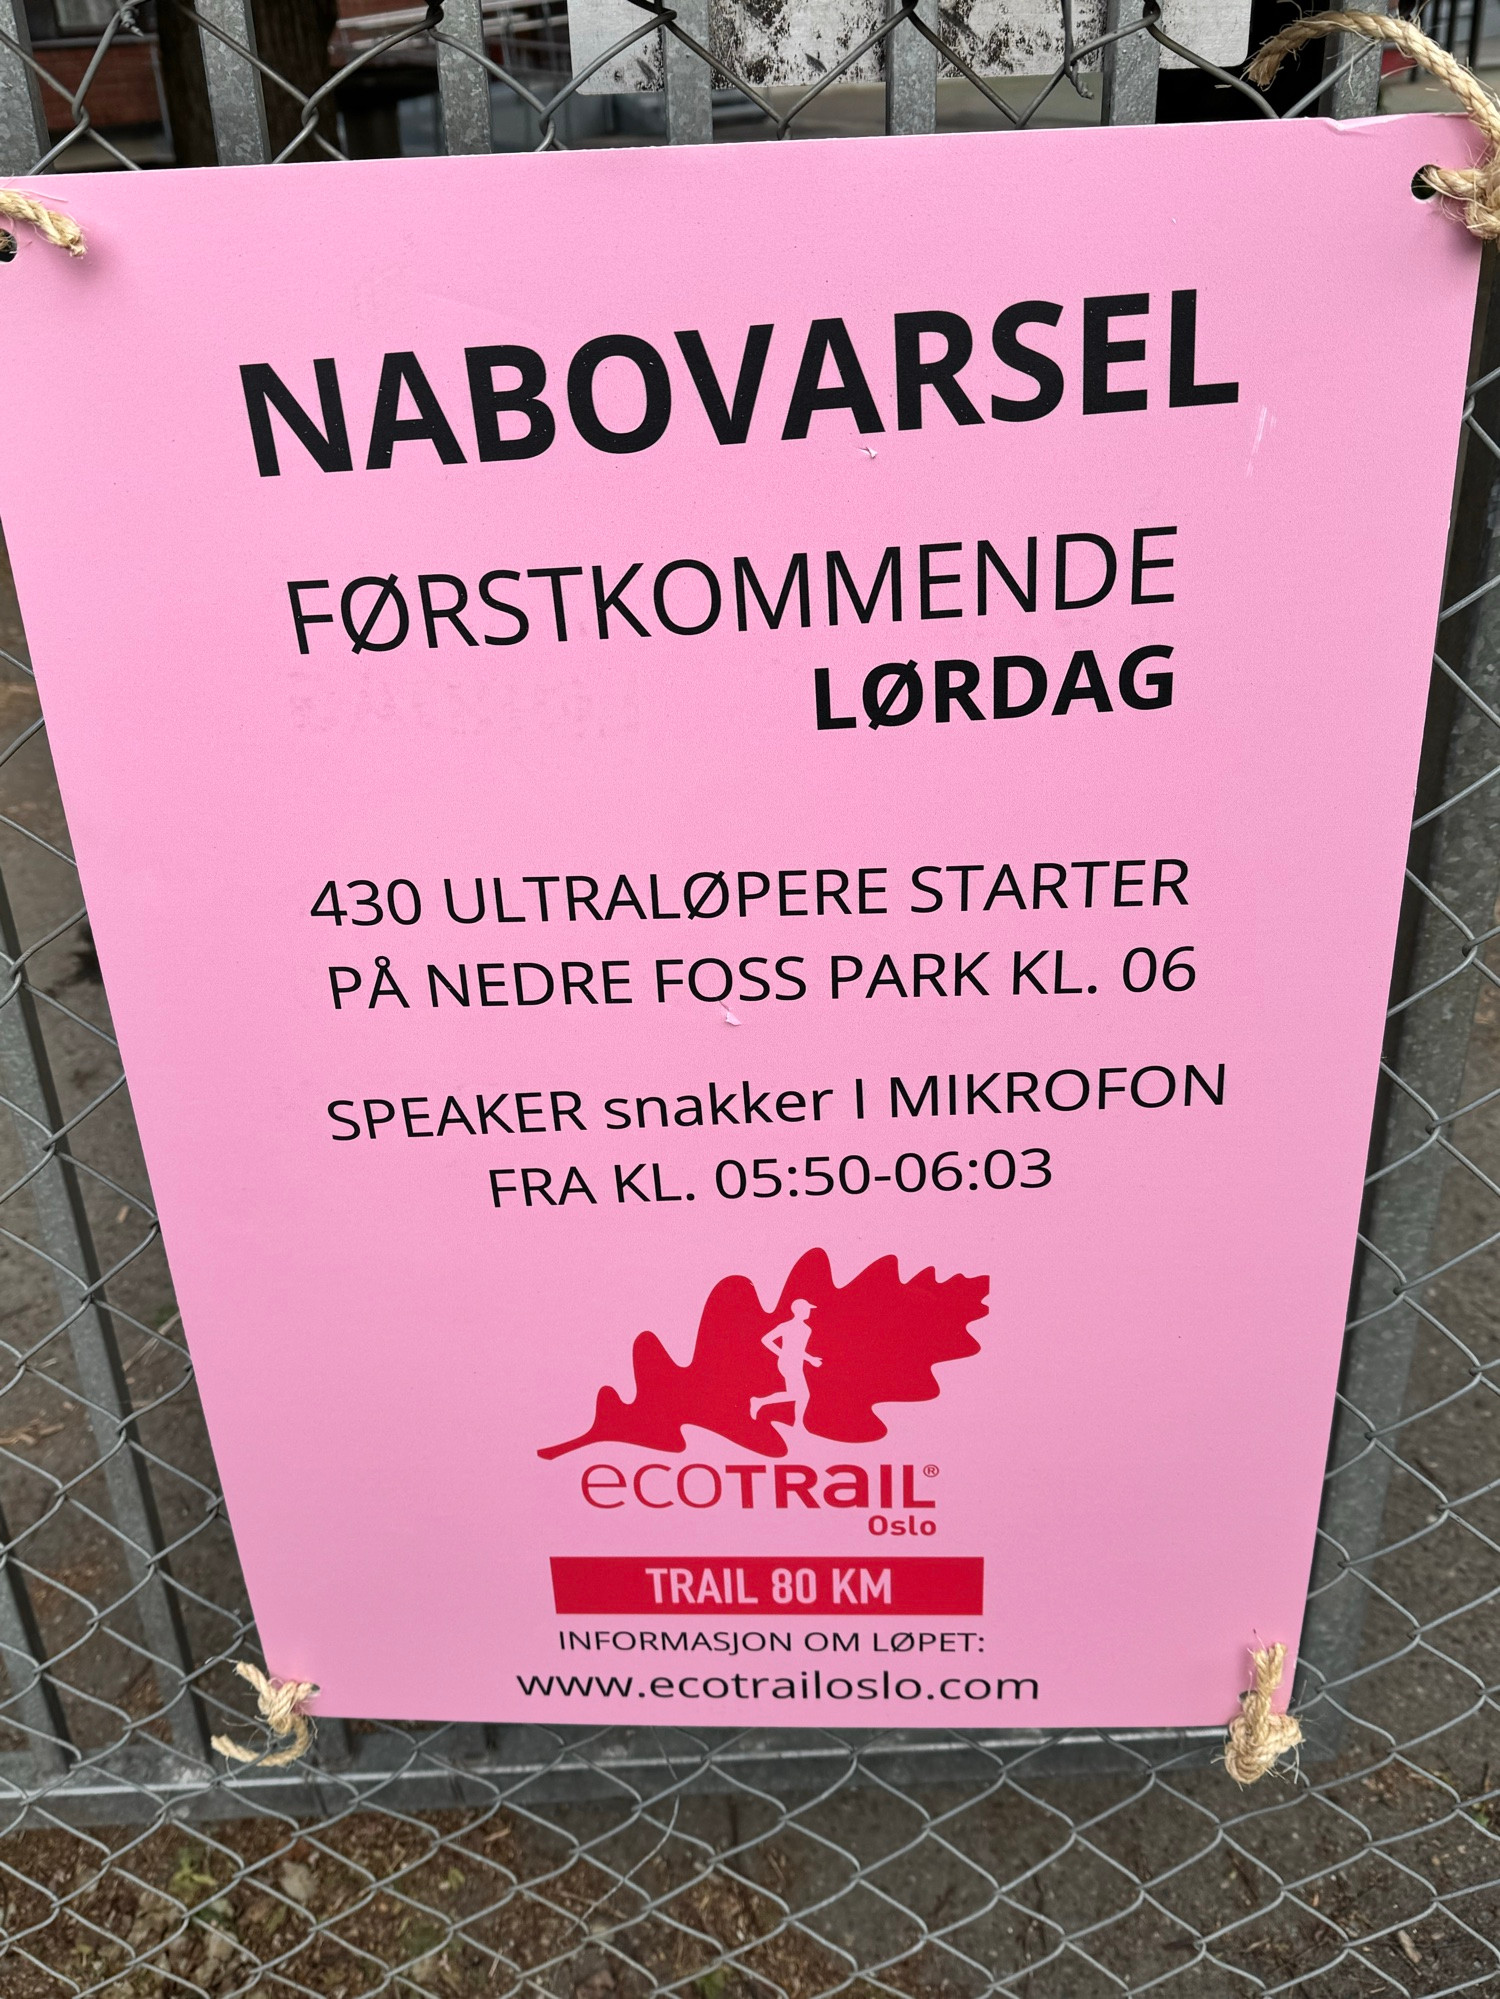 NABOVARSEL
FØRSTKOMMENDE
LØRDAG
430 ULTRALØPERE STARTER
PÅ NEDRE FOSS PARK KL. 06
SPEAKER snakker I MIKROFON
FRA KL. 05:50-06:03
ecoTRaIL®
Oslo
TRAIL 80 KM
INFORMASJON OM LØPET:
www.ecotrailoslo.com